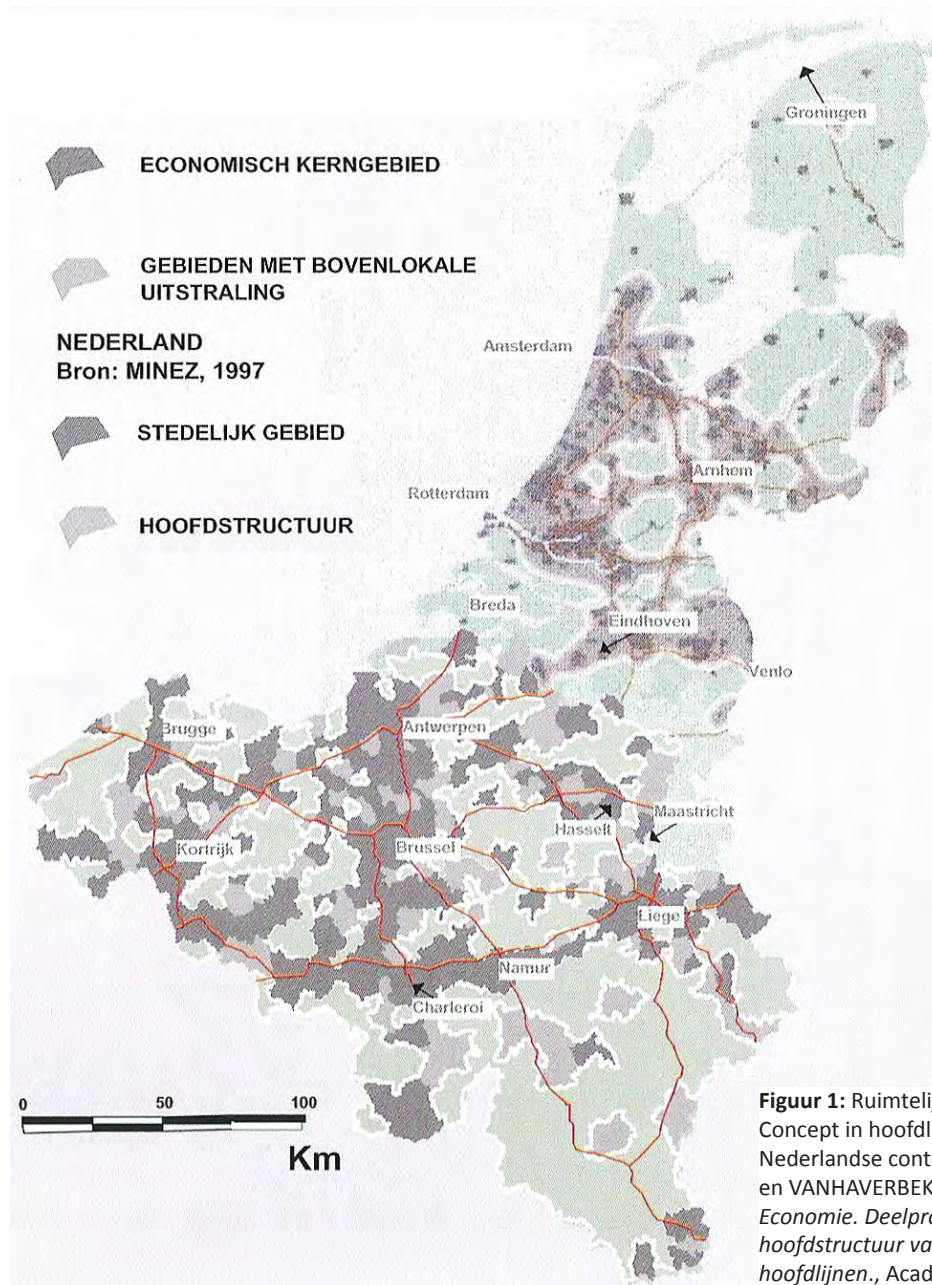 Groningen
ECONOMISCH KERNGEBIED
GEBIEDEN MET BOVENLOKALE
UITSTRALING
NEDERLAND
Bron: MINEZ, 1997
Amsterdam
STEDELIJK GEBIED
Arnhem
Rotterdam
HOOFDSTRUCTUUR
Breda
Eindhoven
Venlo
Brugge
Antwerpen
Maastricht
Hasselt
Kortrijk
Brussel
Liege
Namur
Charleroi
0 50 100
Km
Figuur 1: Ruimtelij
Concept in hoofdl
Nederlandse cont
en VANHAVERBEK
Economie. Deelpro
hoofdstructuur va
hoofdlijnen., Acad